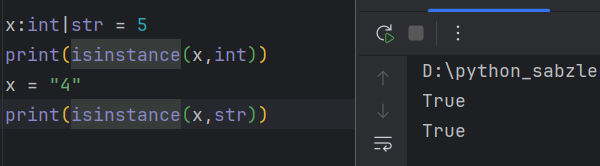 x:int|str = 5
print(isinstance(x,int))
x = "4"
print(isinstance(x,str))
D:\python_sabzle
True
True